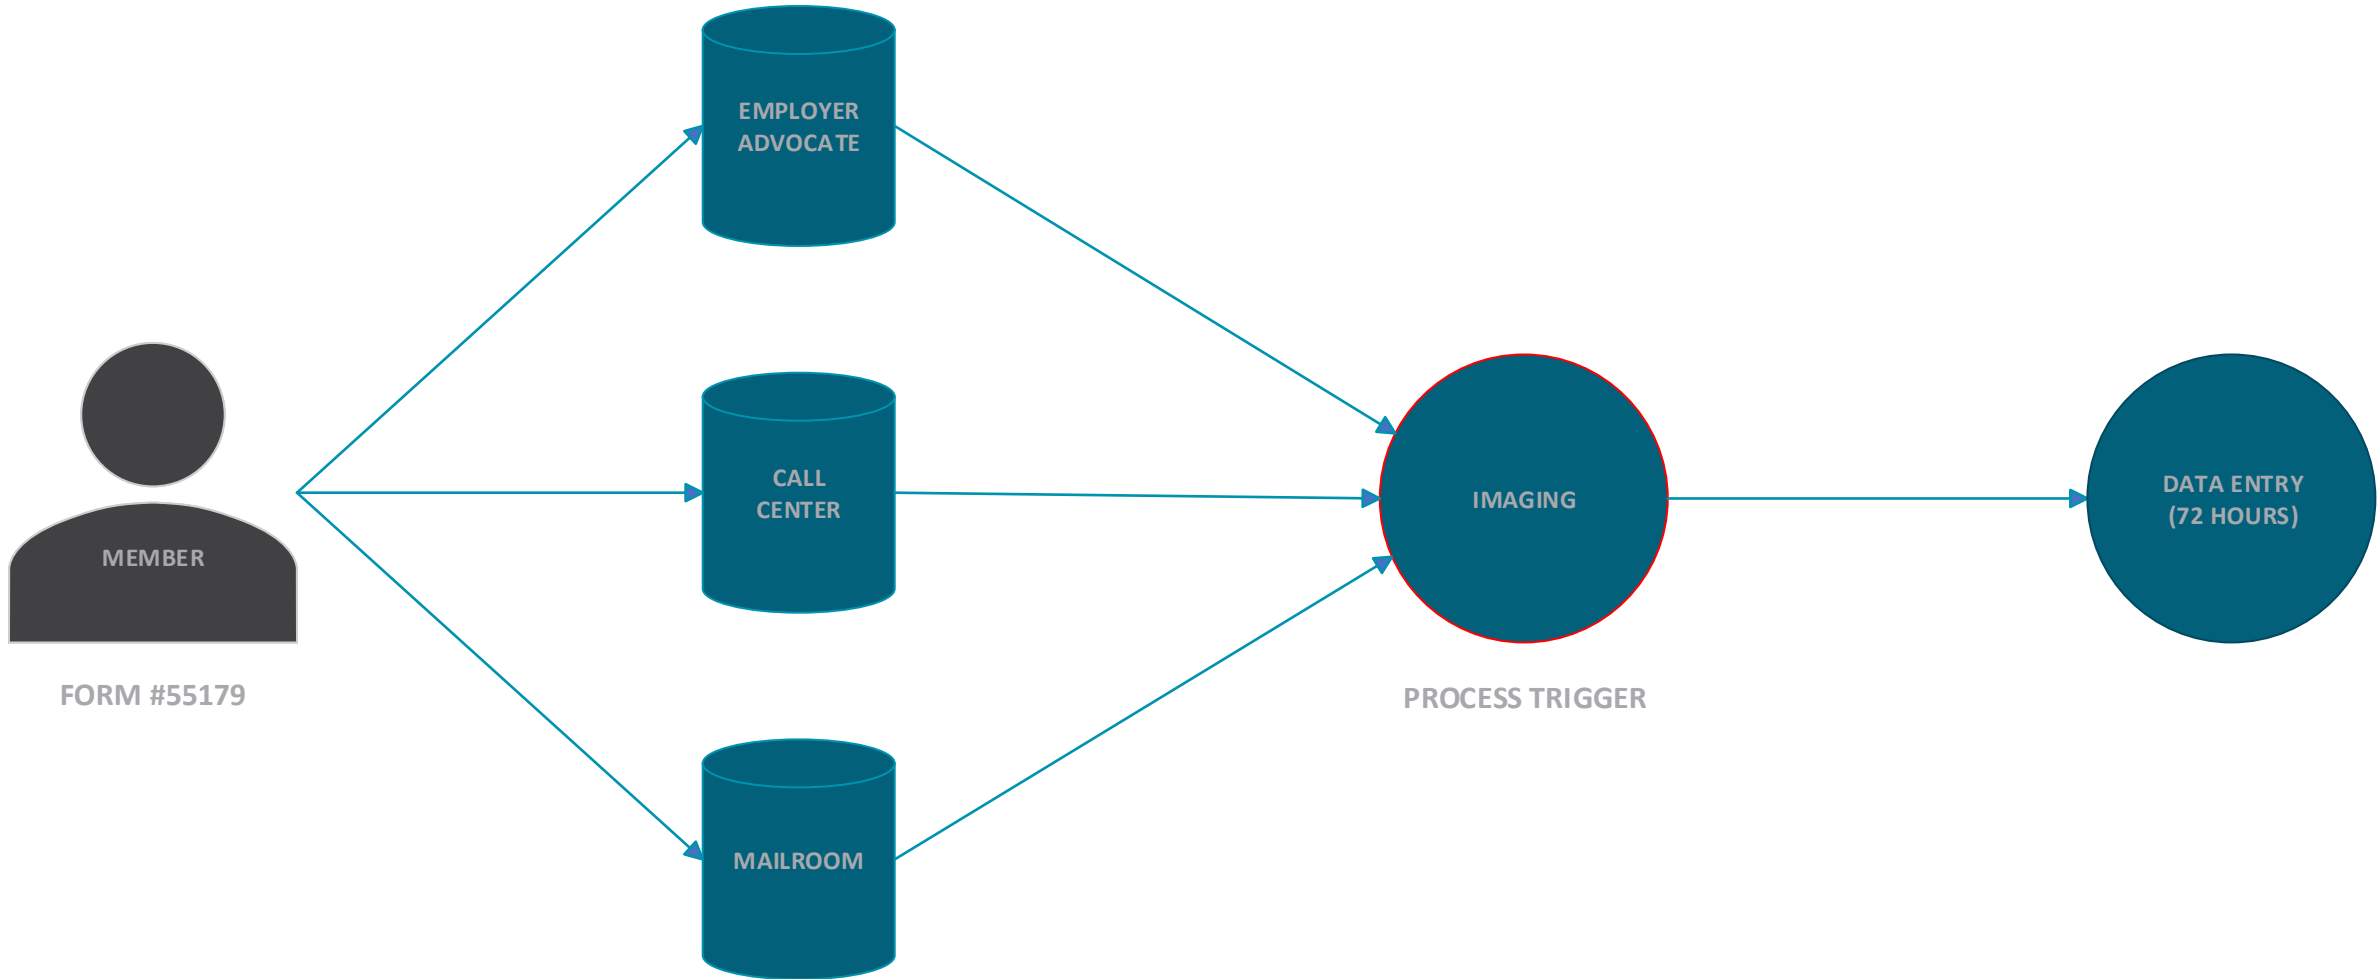 EMPLOYER
ADVOCATE
CALL
CENTER
MAILROOM
MEMBER
FORM #55179
IMAGING
PROCESS TRIGGER
DATA ENTRY
(72 HOURS)